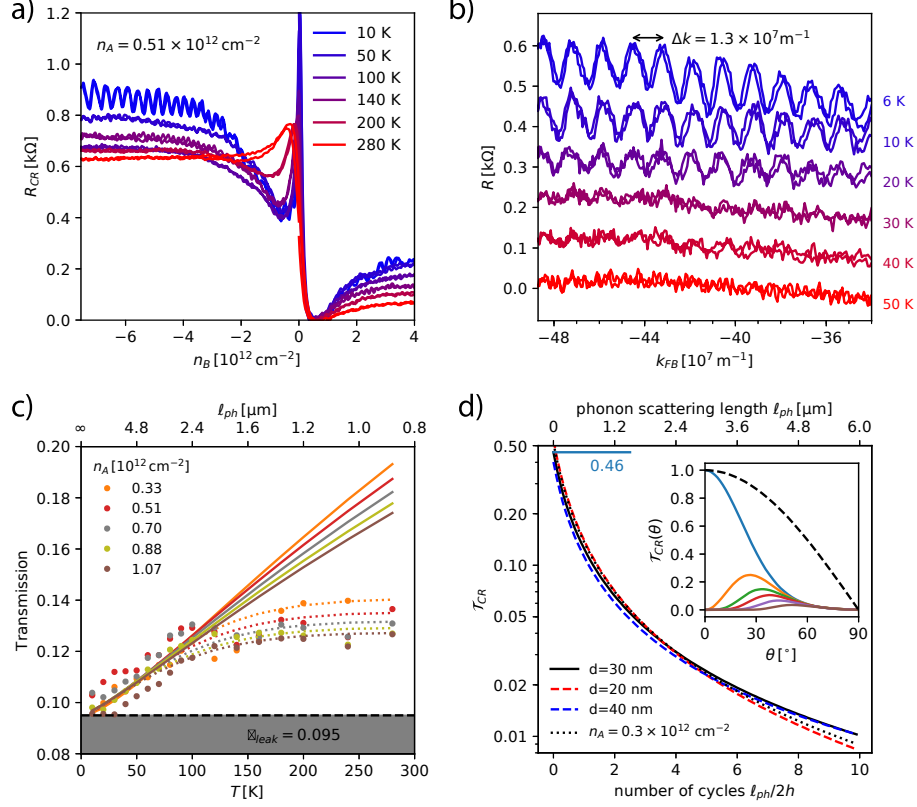 a)
n_A = 0.51 × 10^12 cm^−2
10 K
50 K
100 K
140 K
200 K
280 K
R_CR [kΩ]
1.2
1.0
0.8
0.6
0.4
0.2
0.0
−6 −4 −2 0 2 4
n_B [10^12 cm^−2]
b)
Δk = 1.3 × 10^7 m^−1
R [kΩ]
0.6
0.5
0.4
0.3
0.2
0.1
0.0
6 K
10 K
20 K
30 K
40 K
50 K
−48 −44 −40 −36
k_FB [10^7 m^−1]
c)
ℓ_ph [μm]
∞ 4.8 2.4 1.6 1.2 1.0 0.8
n_A [10^12 cm^−2]
0.33
0.51
0.70
0.88
1.07
Transmission
0.20
0.18
0.16
0.14
0.12
0.10
0.08
_leak = 0.095
0 50 100 150 200 250 300
T [K]
d)
phonon scattering length ℓ_ph [μm]
0 1.2 3.0 4.8 6.0
0.46
𝒯_CR
0.50
0.20
0.10
0.05
0.02
0.01
𝒯_CR(θ)
1.0
0.8
0.6
0.4
0.2
0.0
0 30 60 90
θ [°]
d=30 nm
d=20 nm
d=40 nm
n_A = 0.3 × 10^12 cm^−2
0 2 4 6 8 10
number of cycles ℓ_ph/2h